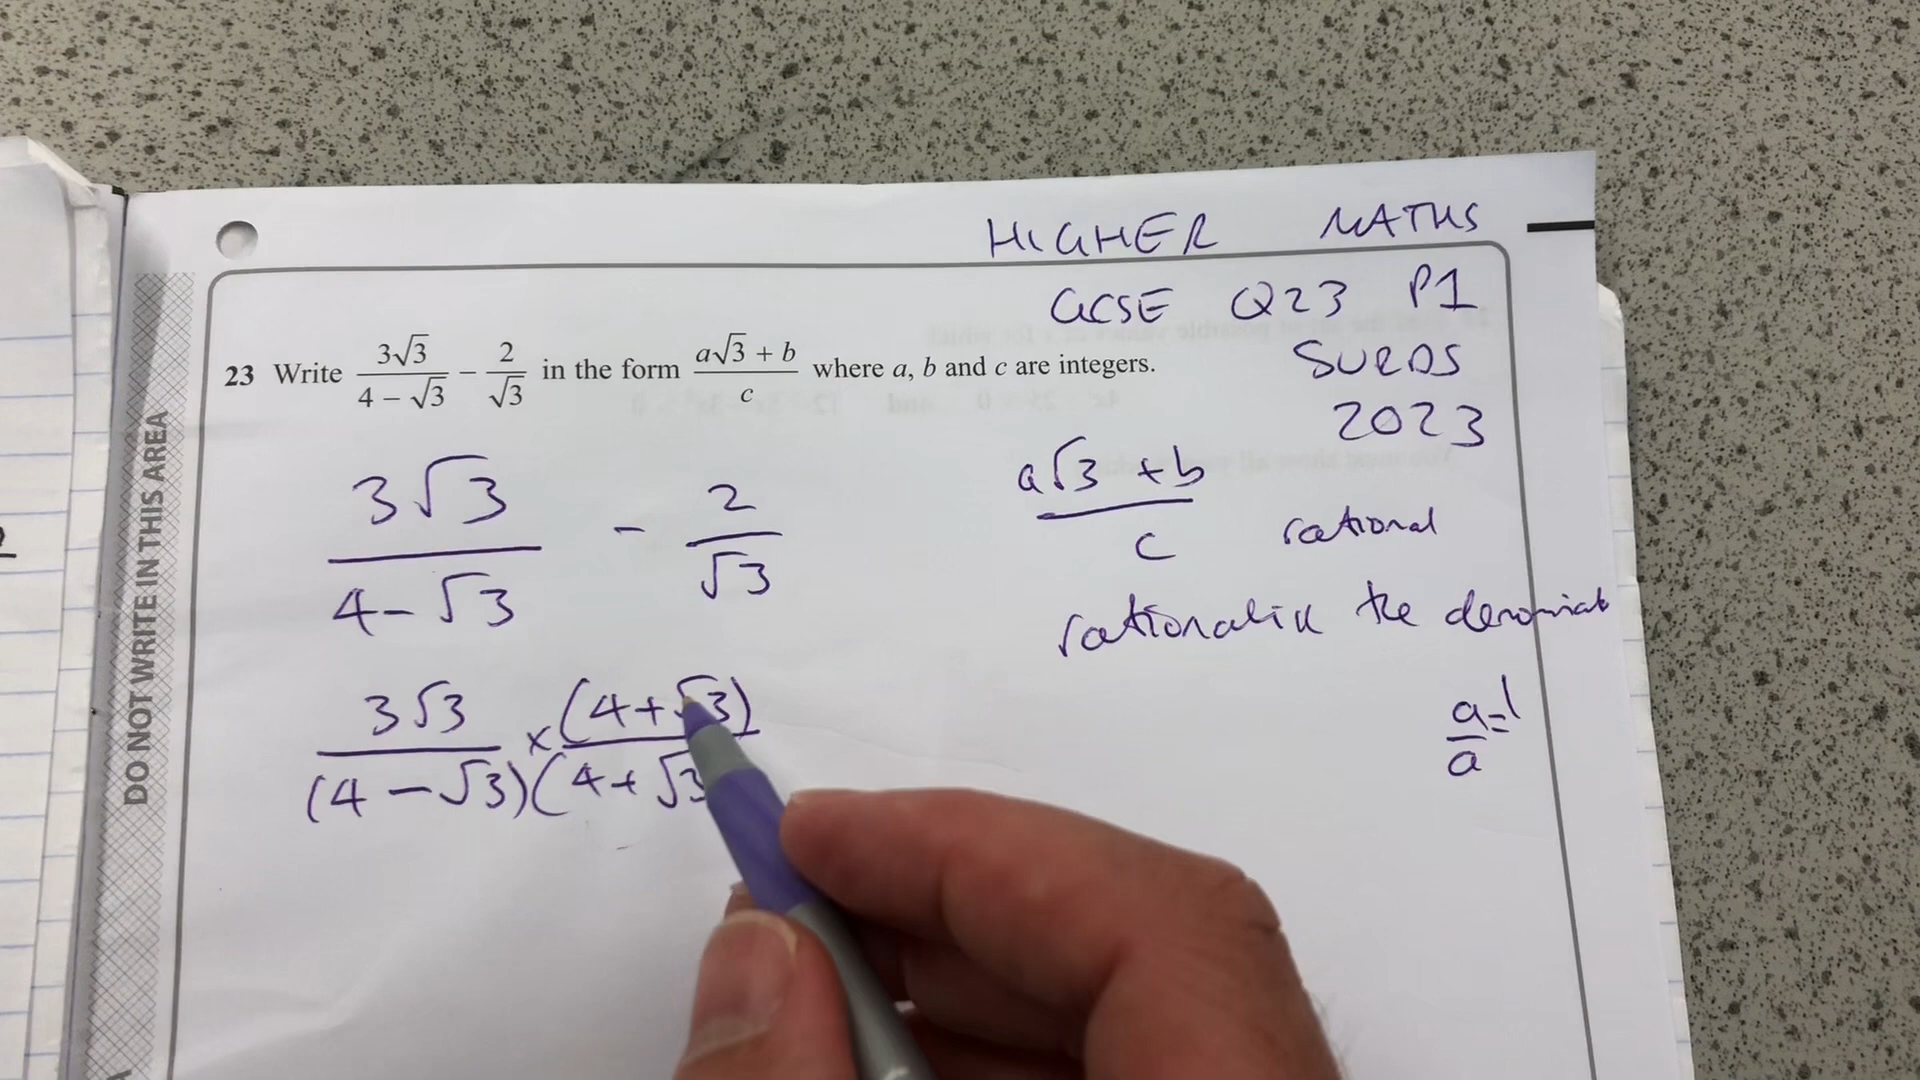 HIGHER MATHS
GCSE Q23 P1
SURDS
2023
23 Write 3√3 / (4 − √3) − 2/√3 in the form (a√3 + b) / c where a, b and c are integers.
3√3 / (4 − √3) − 2/√3
(a√3 + b) / c
rational
rationalise the denominat
3√3 / (4 − √3) × (4 + √3) / (4 + √3
a/a = 1
DO NOT WRITE IN THIS AREA